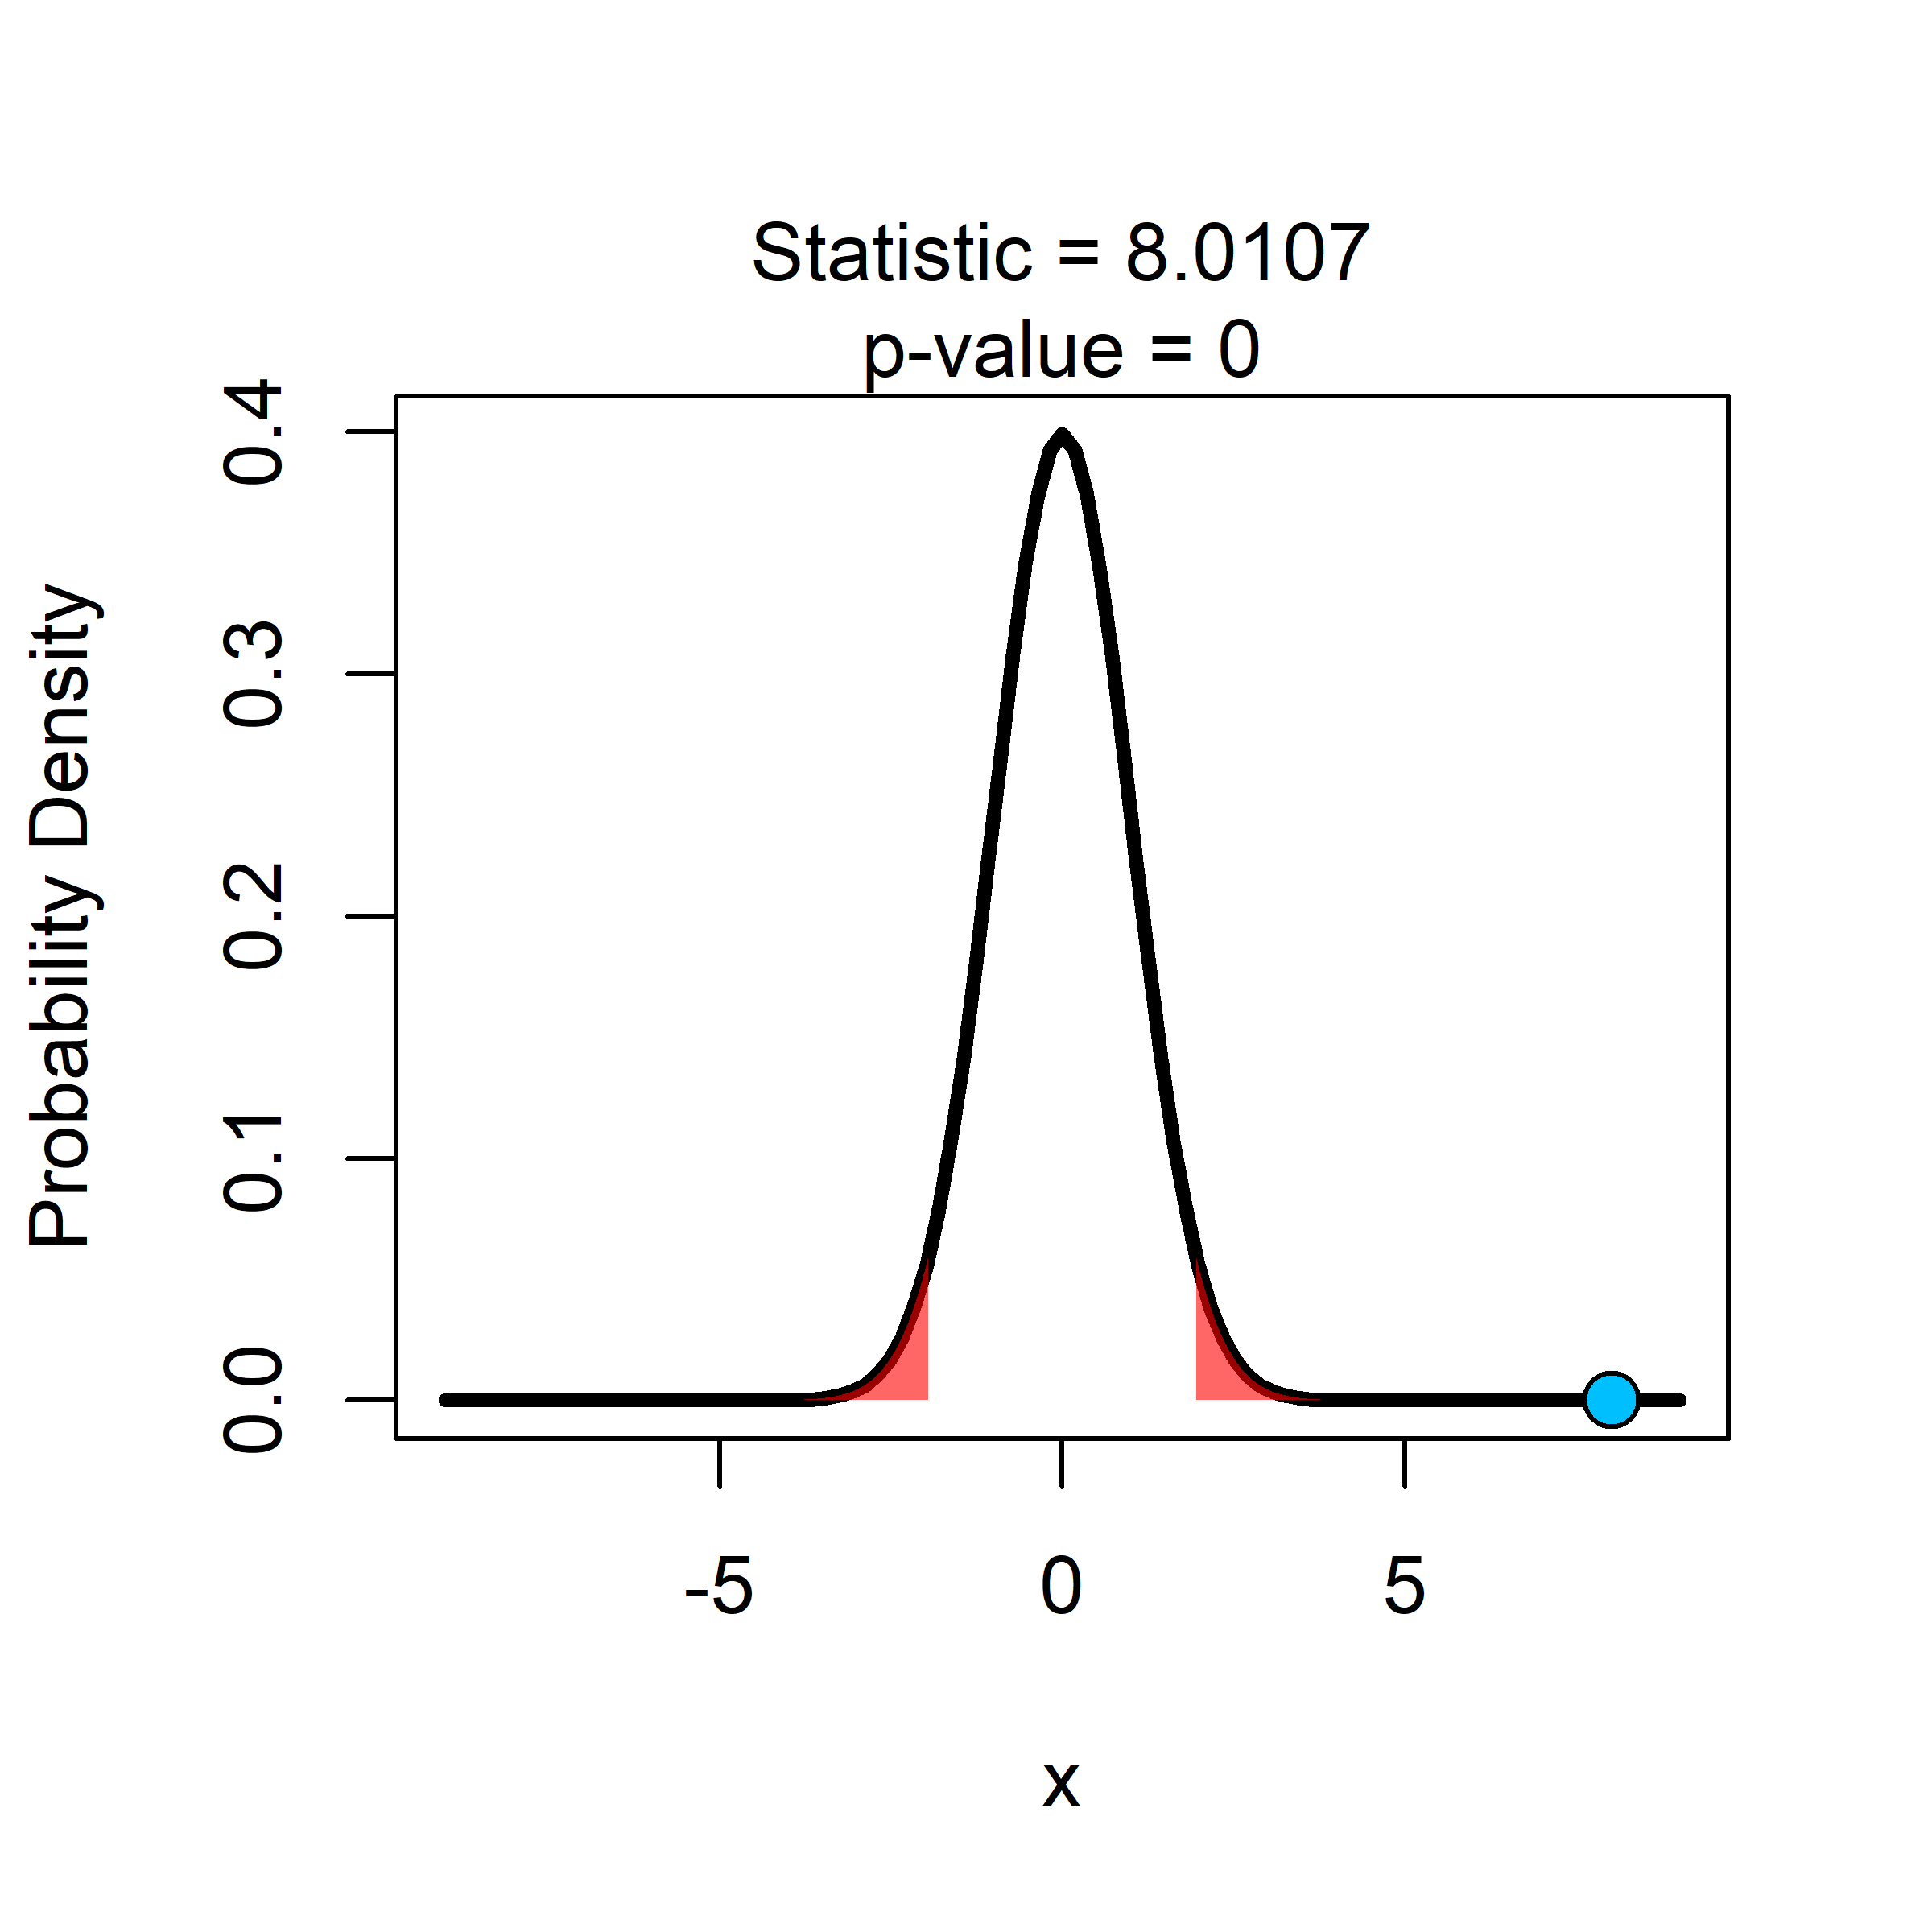 Statistic = 8.0107
p-value = 0
Probability Density
0.4
0.3
0.2
0.1
0.0
-5 0 5
x